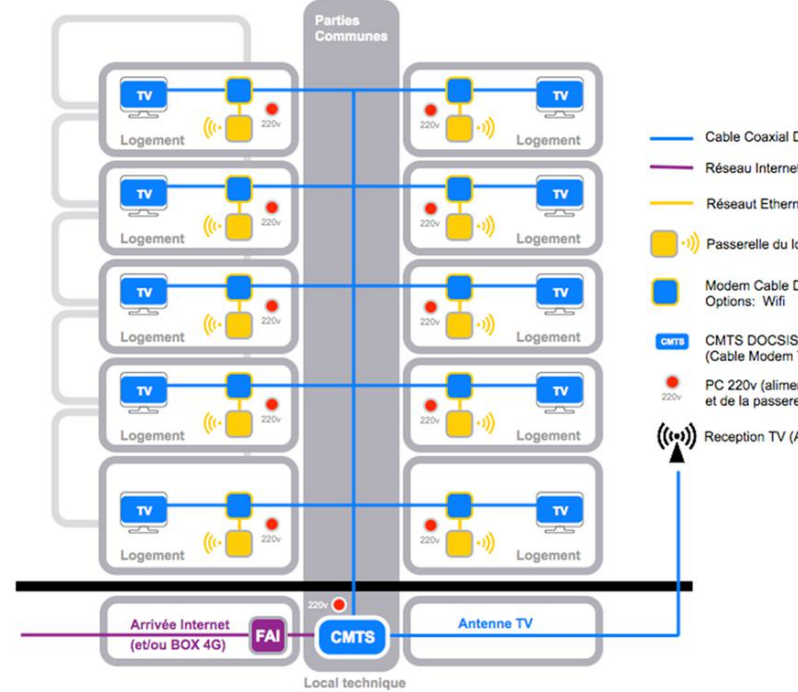 Parties
Communes
TV
220v
Logement
TV
220v
Logement
TV
220v
Logement
TV
220v
Logement
TV
220v
Logement
TV
220v
Logement
TV
220v
Logement
TV
220v
Logement
TV
220v
Logement
TV
220v
Logement
Cable Coaxial D
Réseau Internet
Réseaut Ethern
Passerelle du lo
Modem Cable D
Options: Wifi
CMTS
CMTS DOCSIS
(Cable Modem
220v
PC 220v (alimen
et de la passere
Reception TV (A
220v
Arrivée Internet
(et/ou BOX 4G)
FAI
CMTS
Antenne TV
Local technique